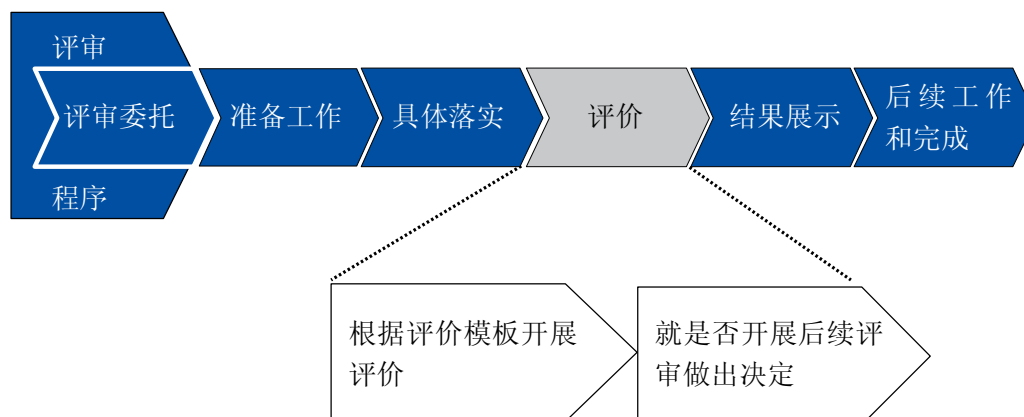 评审
评审委托
程序
准备工作
具体落实
评价
结果展示
后续工作
和完成
根据评价模板开展
评价
就是否开展后续评
审做出决定